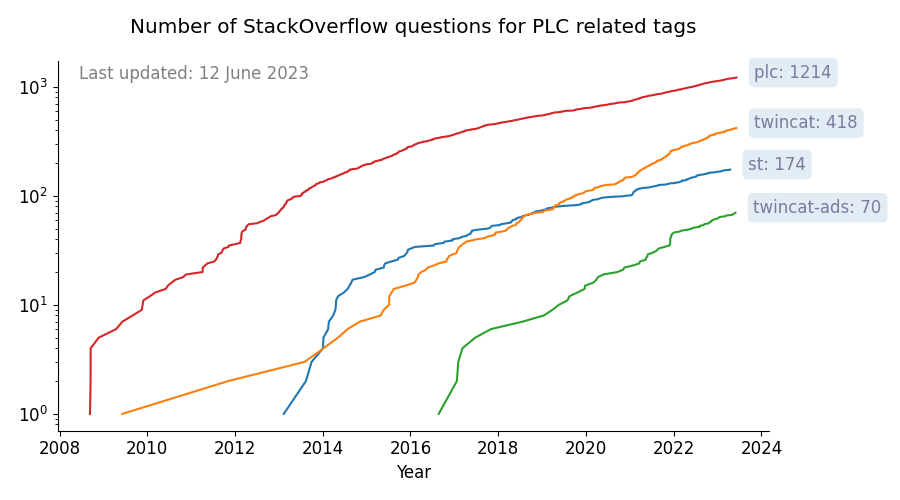 Number of StackOverflow questions for PLC related tags
Last updated: 12 June 2023
plc: 1214
twincat: 418
st: 174
twincat-ads: 70
10³
10²
10¹
10⁰
2008 2010 2012 2014 2016 2018 2020 2022 2024
Year